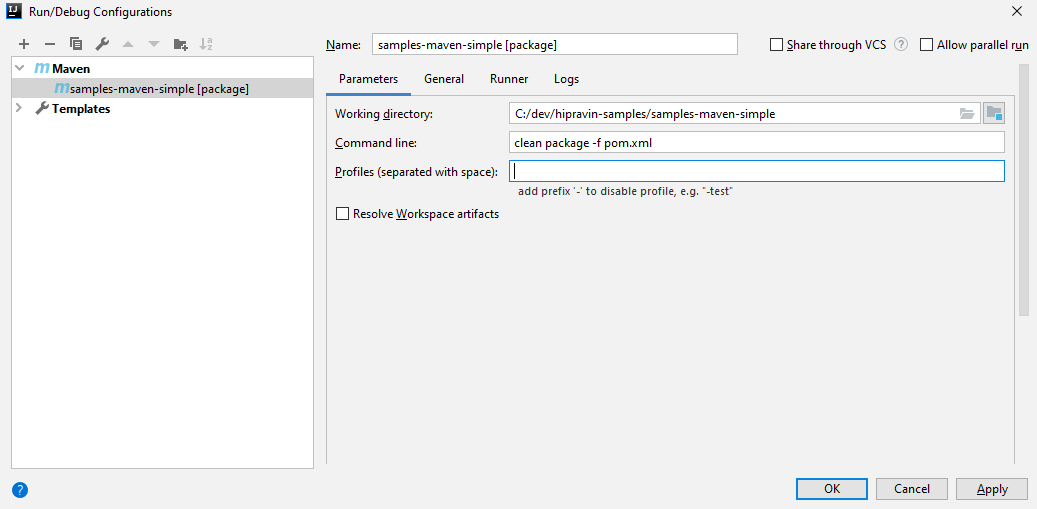 IJ Run/Debug Configurations
Name: samples-maven-simple [package]
Share through VCS ?
Allow parallel run
m Maven
m samples-maven-simple [package]
Templates
Parameters General Runner Logs
Working directory: C:/dev/hipravin-samples/samples-maven-simple
Command line: clean package -f pom.xml
Profiles (separated with space):
add prefix '-' to disable profile, e.g. "-test"
Resolve Workspace artifacts
?
OK Cancel Apply